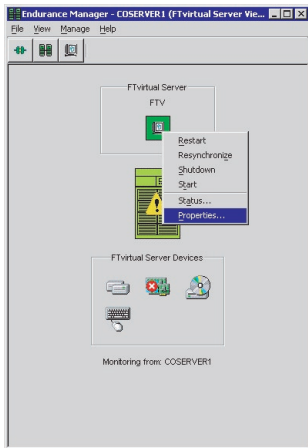 Endurance Manager - COSERVER1 (FTvirtual Server Vie...
File View Manage Help
FTvirtual Server
FTV
Restart
Resynchronize
Shutdown
Start
Status...
Properties...
FTvirtual Server Devices
Monitoring from: COSERVER1